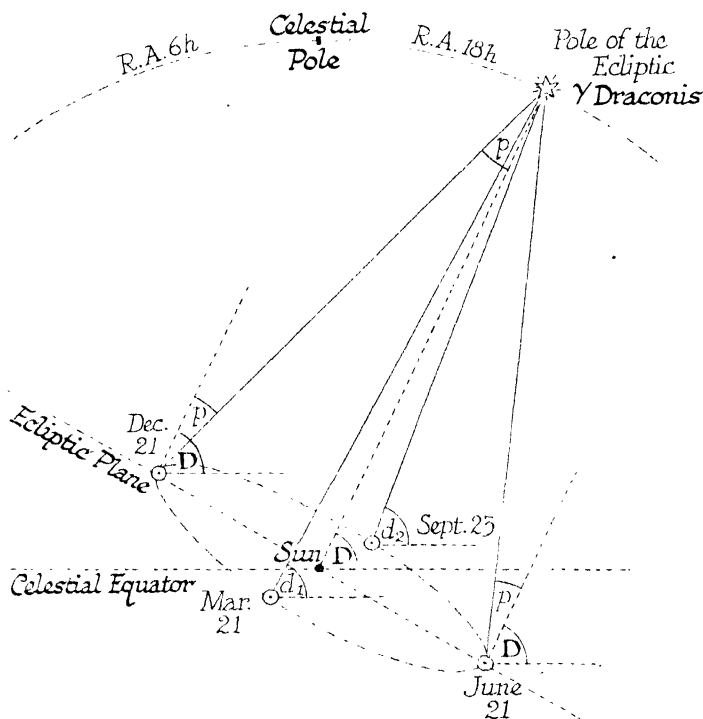 Celestial
Pole
R.A. 6h
R.A. 18h
Pole of the
Ecliptic
γ Draconis
p
Ecliptic Plane
Dec.
21
p
D
Sun
D
d2
Sept. 23
Celestial Equator
Mar.
21
d1
p
D
June
21